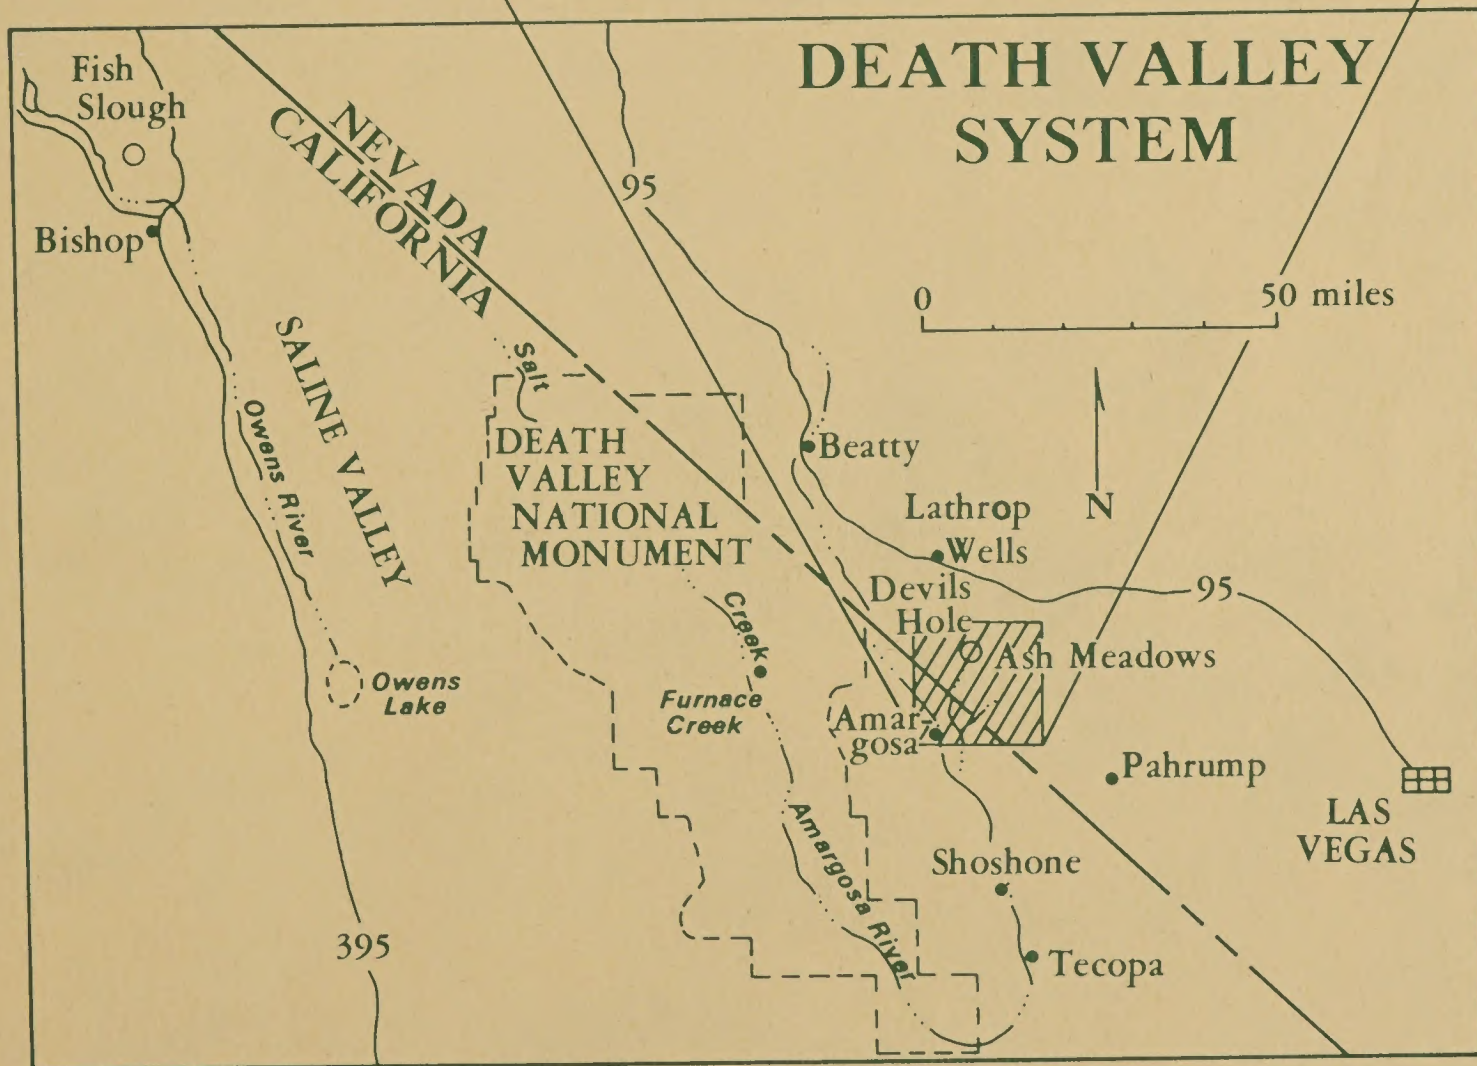 DEATH VALLEY
SYSTEM
Fish
Slough
NEVADA
CALIFORNIA
95
Bishop
0
50 miles
SALINE VALLEY
Salt
Owens River
DEATH
VALLEY
NATIONAL
MONUMENT
Beatty
Lathrop
Wells
N
Devils
Hole
95
Creek
Ash Meadows
Owens
Lake
Furnace
Creek
Amar-
gosa
Pahrump
LAS
VEGAS
Amargosa River
Shoshone
395
Tecopa